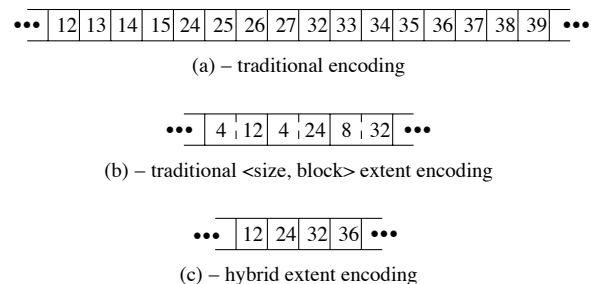 ••• 12 13 14 15 24 25 26 27 32 33 34 35 36 37 38 39 •••
(a) – traditional encoding
••• 4 12 4 24 8 32 •••
(b) – traditional <size, block> extent encoding
••• 12 24 32 36 •••
(c) – hybrid extent encoding